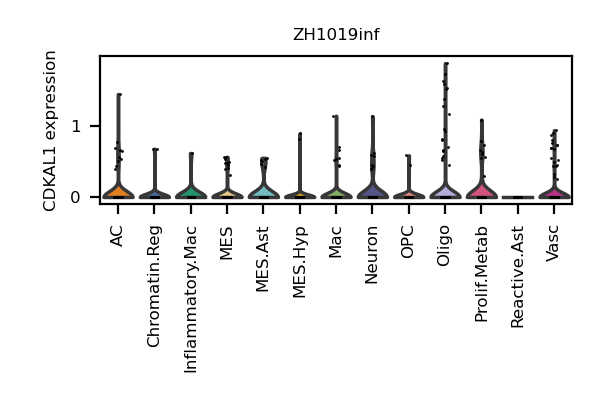 ZH1019inf
CDKAL1 expression
1
0
AC
Chromatin.Reg
Inflammatory.Mac
MES
MES.Ast
MES.Hyp
Mac
Neuron
OPC
Oligo
Prolif.Metab
Reactive.Ast
Vasc